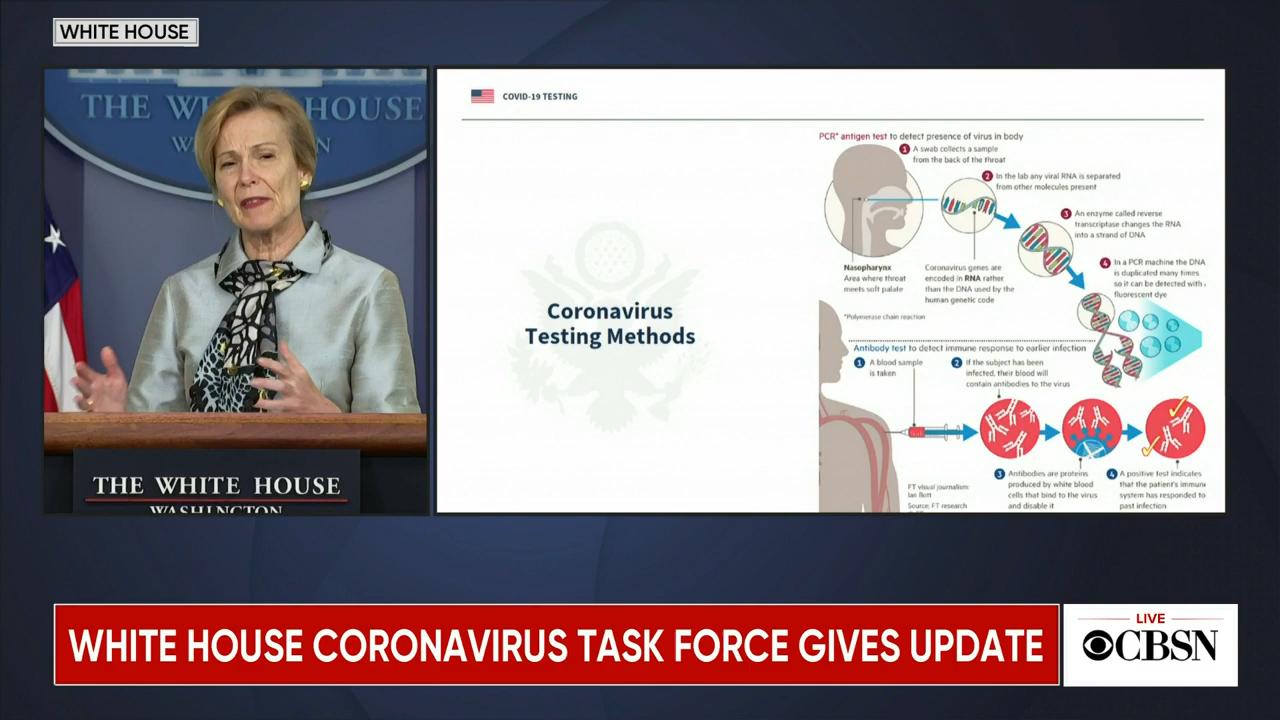 WHITE HOUSE
THE WHITE HOUSE
COVID-19 TESTING
Coronavirus
Testing Methods
PCR* antigen test to detect presence of virus in body
1 A swab collects a sample
from the back of the throat
2 In the lab any viral RNA is separated
from other molecules present
3 An enzyme called reverse
transcriptase changes the RNA
into a strand of DNA
4 In a PCR machine the DNA
is duplicated many times
so it can be detected with
fluorescent dye
Nasopharynx
Area where throat
meets soft palate
Coronavirus genes are
encoded in RNA rather
than the DNA used by the
human genetic code
*Polymerase chain reaction
Antibody test to detect immune response to earlier infection
1 A blood sample
is taken
2 If the subject has been
infected, their blood will
contain antibodies to the virus
3 Antibodies are proteins
produced by white blood
cells that bind to the virus
and disable it
4 A positive test indicates
that the patient's immune
system has responded to
past infection
FT visual journalism:
Ian Bott
Source: FT research
THE WHITE HOUSE
WASHINGTON
WHITE HOUSE CORONAVIRUS TASK FORCE GIVES UPDATE
LIVE
CBSN